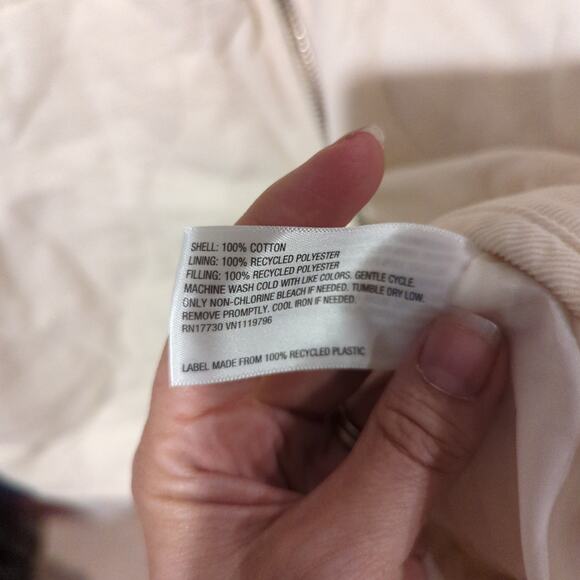 SHELL: 100% COTTON
LINING: 100% RECYCLED POLYESTER
FILLING: 100% RECYCLED POLYESTER
MACHINE WASH COLD WITH LIKE COLORS. GENTLE CYCLE.
ONLY NON-CHLORINE BLEACH IF NEEDED. TUMBLE DRY LOW.
REMOVE PROMPTLY. COOL IRON IF NEEDED.
RN17730 VN1119796
LABEL MADE FROM 100% RECYCLED PLASTIC